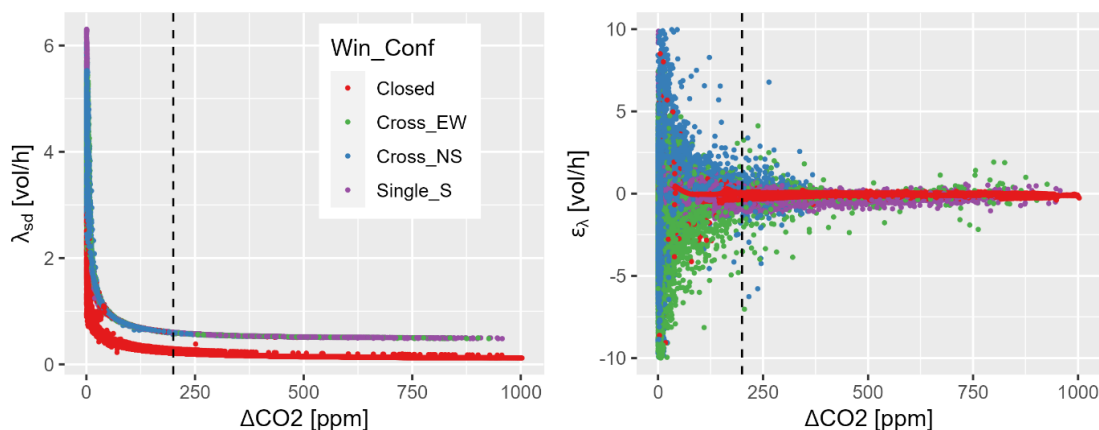 6
4
2
0
λsd [vol/h]
0
250
500
750
1000
ΔCO2 [ppm]
Win_Conf
Closed
Cross_EW
Cross_NS
Single_S
10
5
0
-5
-10
ελ [vol/h]
0
250
500
750
1000
ΔCO2 [ppm]